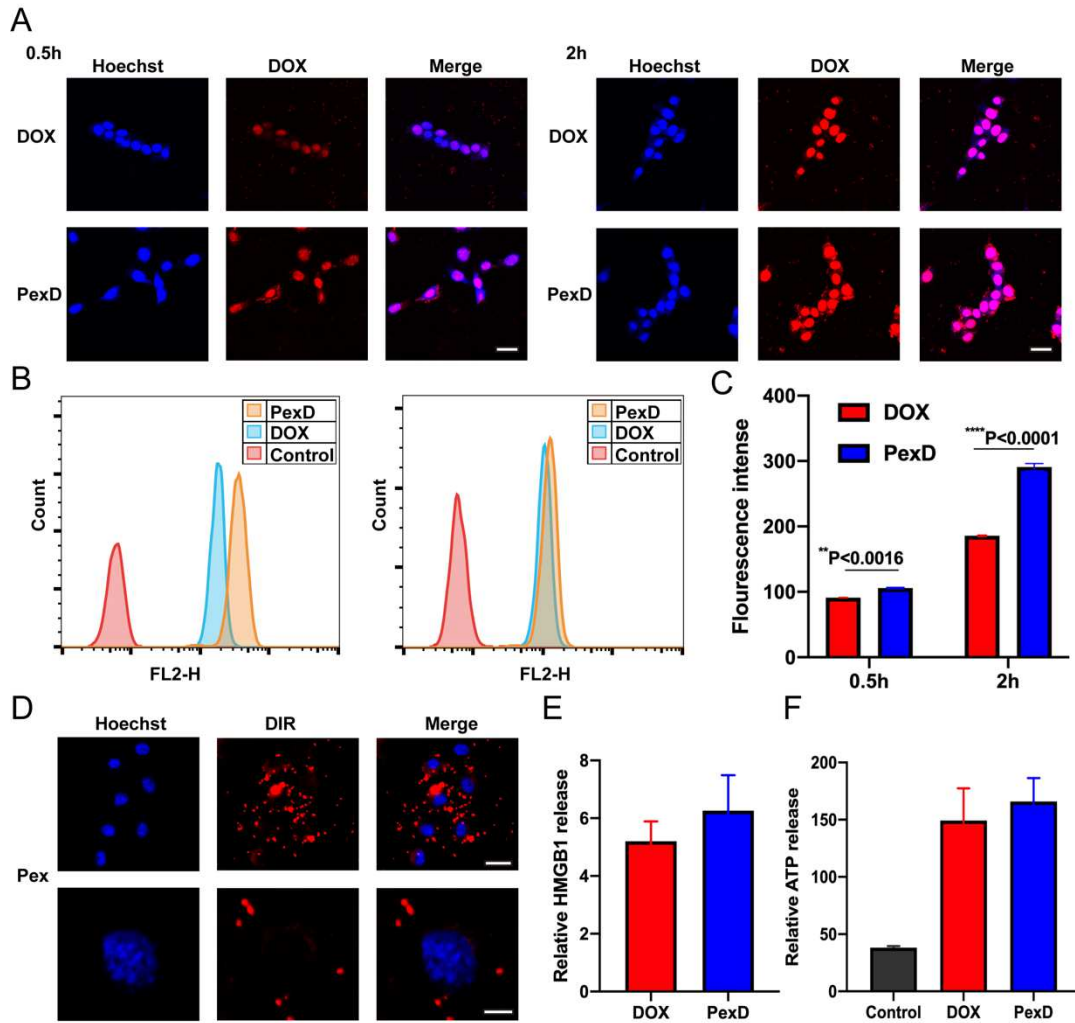 A
0.5h
Hoechst DOX Merge
DOX
PexD
2h
Hoechst DOX Merge
DOX
PexD
B
PexD
DOX
Control
Count
FL2-H
PexD
DOX
Control
Count
FL2-H
C
400
300
200
100
0
Flourescence intense
DOX
PexD
****P<0.0001
**P<0.0016
0.5h 2h
D
Hoechst DIR Merge
Pex
E
8
6
4
2
0
Relative HMGB1 release
DOX PexD
F
200
150
100
50
0
Relative ATP release
Control DOX PexD